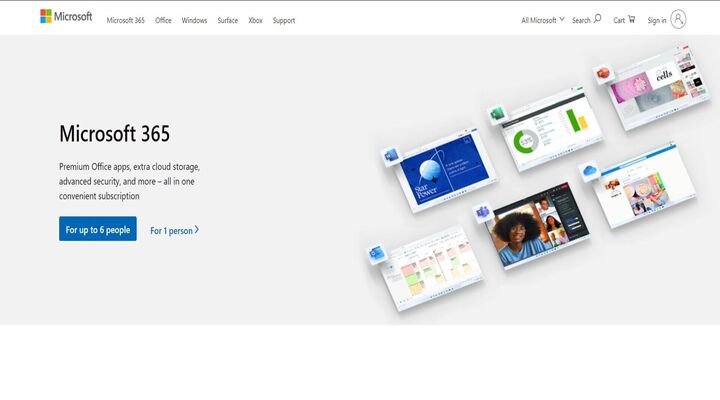 Microsoft
Microsoft 365
Office
Windows
Surface
Xbox
Support
All Microsoft
Search
Cart
Sign in
Microsoft 365
Premium Office apps, extra cloud storage,
advanced security, and more – all in one
convenient subscription
For up to 6 people
For 1 person
Star
Power
53%
cells